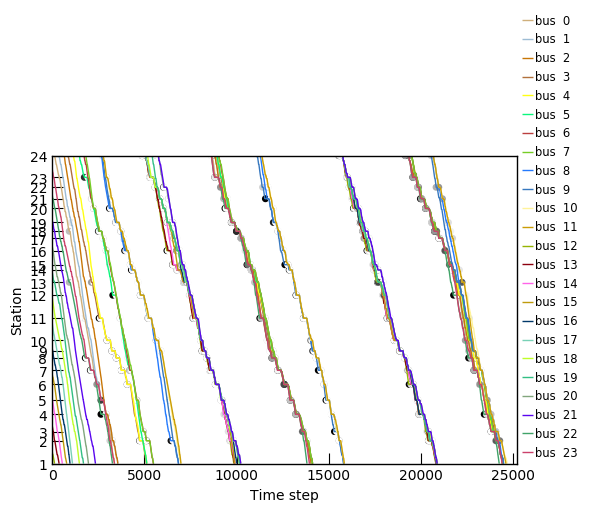 bus 0
bus 1
bus 2
bus 3
bus 4
bus 5
bus 6
bus 7
bus 8
bus 9
bus 10
bus 11
bus 12
bus 13
bus 14
bus 15
bus 16
bus 17
bus 18
bus 19
bus 20
bus 21
bus 22
bus 23
Station
24
22
21
20
18
17
16
15
14
13
12
11
10
9
8
7
6
5
4
3
2
1
0 5000 10000 15000 20000 25000
Time step